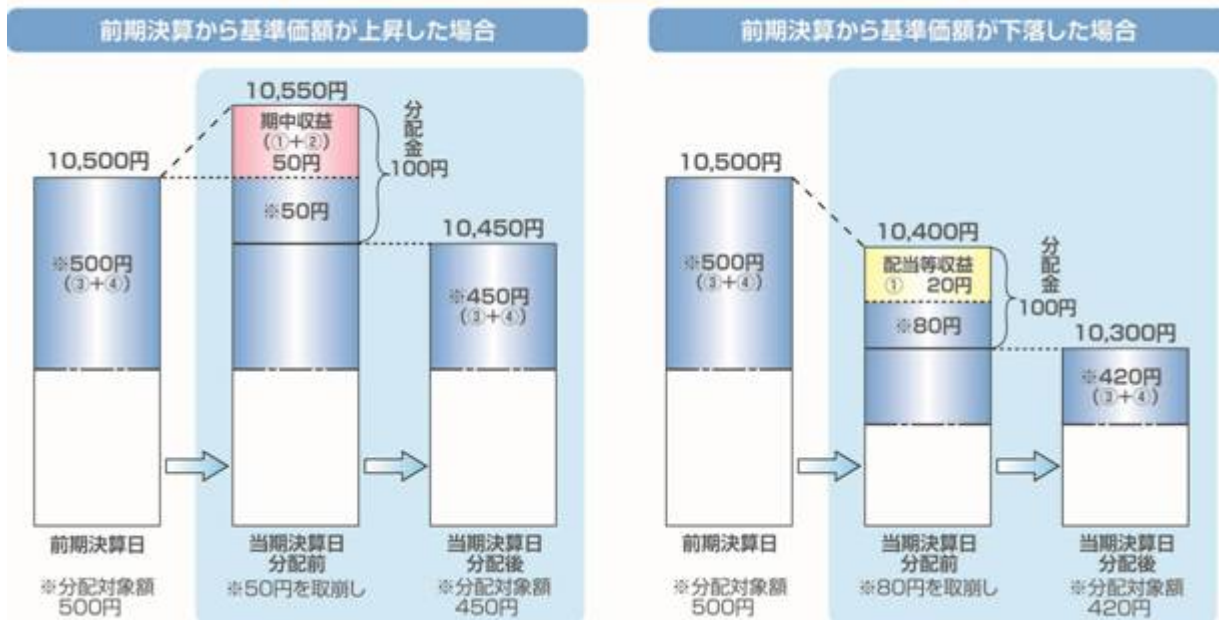 前期決算から基準価額が上昇した場合
10,550円
期中収益
(①+②)
50円
分配金
100円
10,500円
※50円
10,450円
※500円
(③+④)
※450円
(③+④)
前期決算日
当期決算日
分配前
当期決算日
分配後
※分配対象額
500円
※50円を取崩し
※分配対象額
450円
前期決算から基準価額が下落した場合
10,500円
10,400円
配当等収益
① 20円
分配金
100円
※500円
(③+④)
※80円
10,300円
※420円
(③+④)
前期決算日
当期決算日
分配前
当期決算日
分配後
※分配対象額
500円
※80円を取崩し
※分配対象額
420円